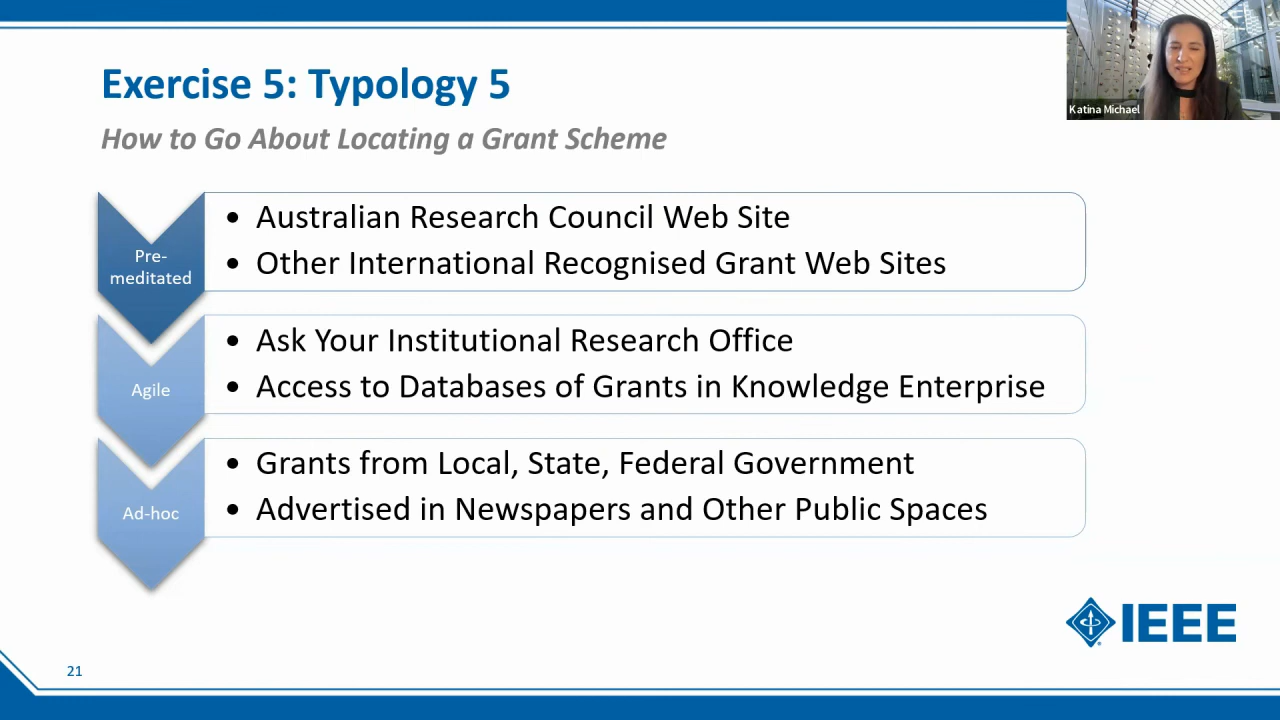 Exercise 5: Typology 5
Katina Michael
How to Go About Locating a Grant Scheme
Pre-
meditated
• Australian Research Council Web Site
• Other International Recognised Grant Web Sites
Agile
• Ask Your Institutional Research Office
• Access to Databases of Grants in Knowledge Enterprise
Ad-hoc
• Grants from Local, State, Federal Government
• Advertised in Newspapers and Other Public Spaces
IEEE
21